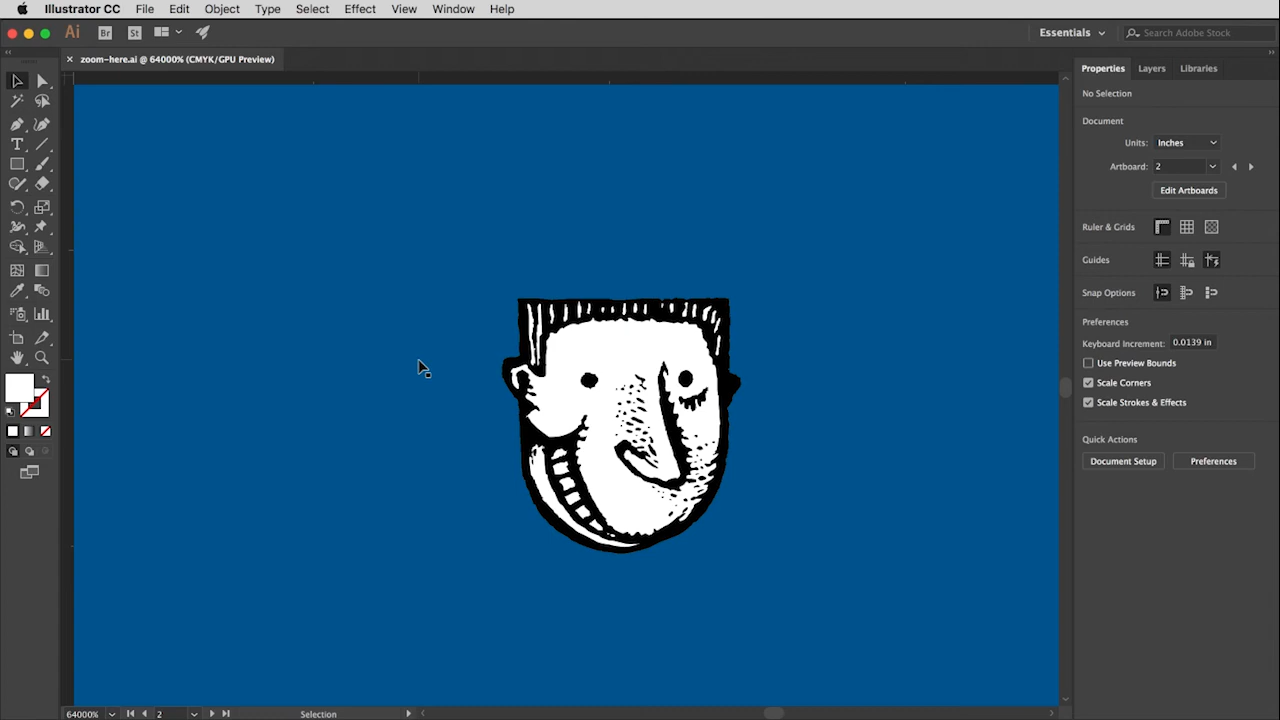 Illustrator CC File Edit Object Type Select Effect View Window Help
Ai Br St Essentials Search Adobe Stock
zoom-here.ai @ 64000% (CMYK/GPU Preview)
Properties Layers Libraries
No Selection
Document
Units: Inches
Artboard: 2
Edit Artboards
Ruler & Grids
Guides
Snap Options
Preferences
Keyboard Increment: 0.0139 in
Use Preview Bounds
Scale Corners
Scale Strokes & Effects
Quick Actions
Document Setup Preferences
64000% 2 Selection